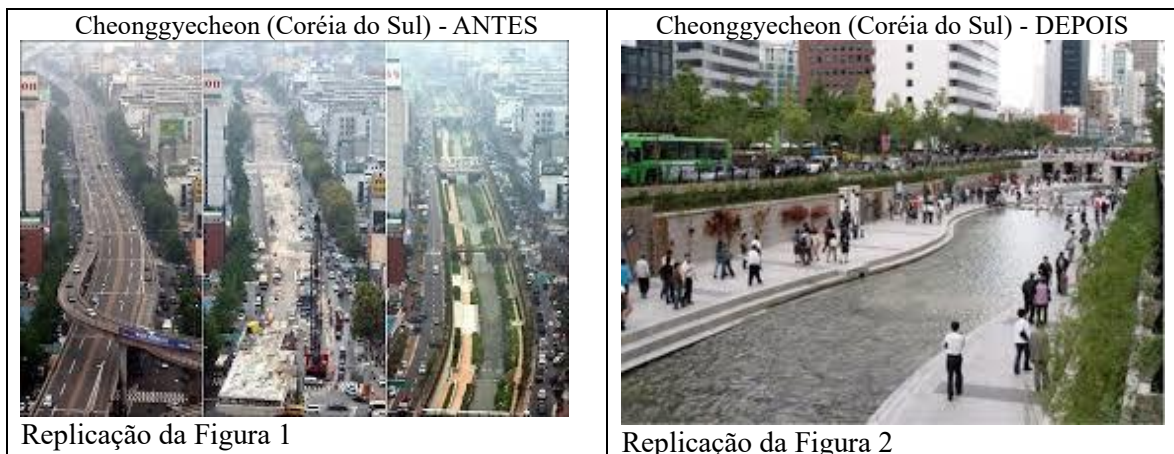 Cheonggyecheon (Coréia do Sul) - ANTES
Replicação da Figura 1
Cheonggyecheon (Coréia do Sul) - DEPOIS
Replicação da Figura 2